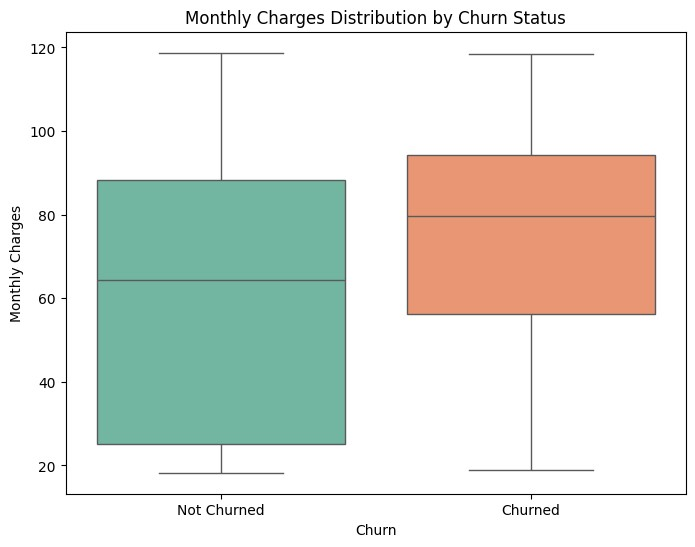 Monthly Charges Distribution by Churn Status
120
100
80
60
40
20
Monthly Charges
Not Churned
Churned
Churn